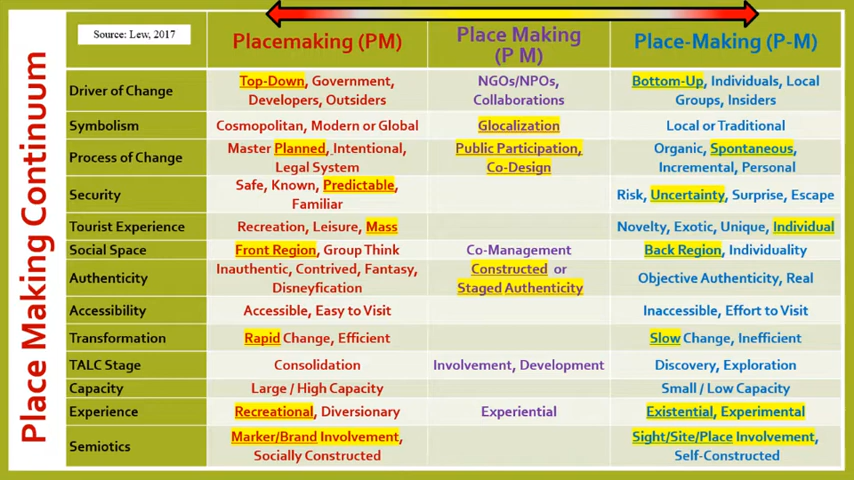 Place Making Continuum
Source: Lew, 2017
Placemaking (PM)
Place Making
(P M)
Place-Making (P-M)
Driver of Change
Top-Down, Government,
Developers, Outsiders
NGOs/NPOs,
Collaborations
Bottom-Up, Individuals, Local
Groups, Insiders
Symbolism
Cosmopolitan, Modern or Global
Glocalization
Local or Traditional
Process of Change
Master Planned, Intentional,
Legal System
Public Participation,
Co-Design
Organic, Spontaneous,
Incremental, Personal
Security
Safe, Known, Predictable,
Familiar
Risk, Uncertainty, Surprise, Escape
Tourist Experience
Recreation, Leisure, Mass
Novelty, Exotic, Unique, Individual
Social Space
Front Region, Group Think
Co-Management
Back Region, Individuality
Authenticity
Inauthentic, Contrived, Fantasy,
Disneyfication
Constructed or
Staged Authenticity
Objective Authenticity, Real
Accessibility
Accessible, Easy to Visit
Inaccessible, Effort to Visit
Transformation
Rapid Change, Efficient
Slow Change, Inefficient
TALC Stage
Consolidation
Involvement, Development
Discovery, Exploration
Capacity
Large / High Capacity
Small / Low Capacity
Experience
Recreational, Diversionary
Experiential
Existential, Experimental
Semiotics
Marker/Brand Involvement,
Socially Constructed
Sight/Site/Place Involvement,
Self-Constructed